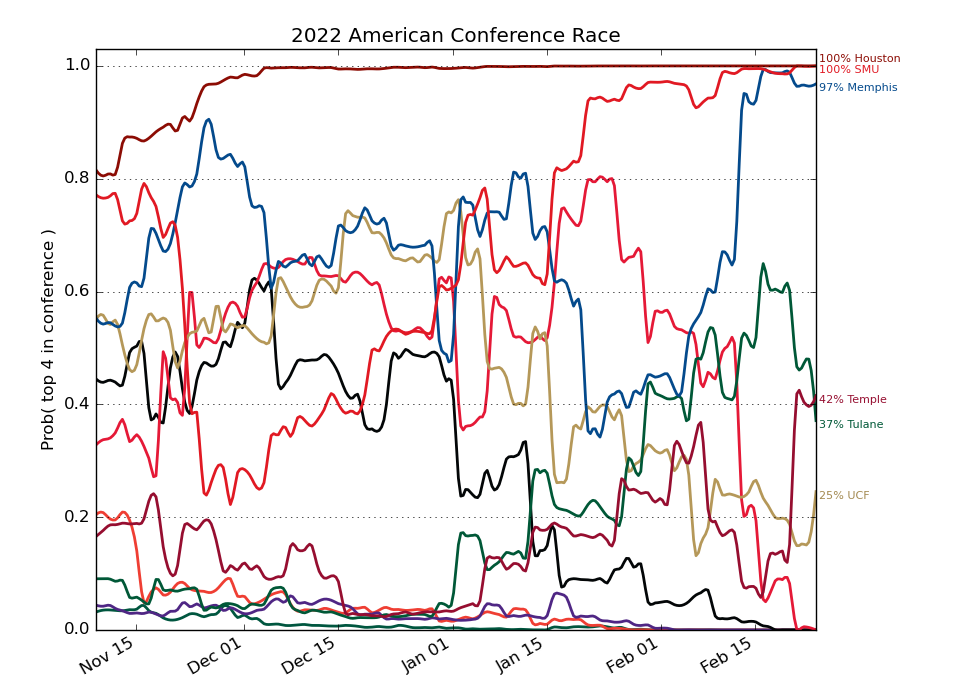 2022 American Conference Race
Prob( top 4 in conference )
1.0
0.8
0.6
0.4
0.2
0.0
Nov 15
Dec 01
Dec 15
Jan 01
Jan 15
Feb 01
Feb 15
100% Houston
100% SMU
97% Memphis
42% Temple
37% Tulane
25% UCF